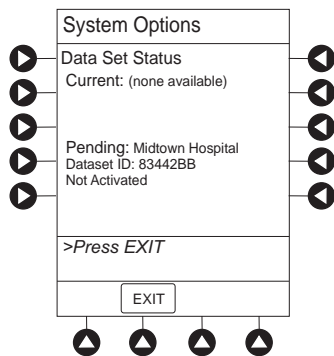 System Options
Data Set Status
Current: (none available)
Pending: Midtown Hospital
Dataset ID: 83442BB
Not Activated
>Press EXIT
EXIT